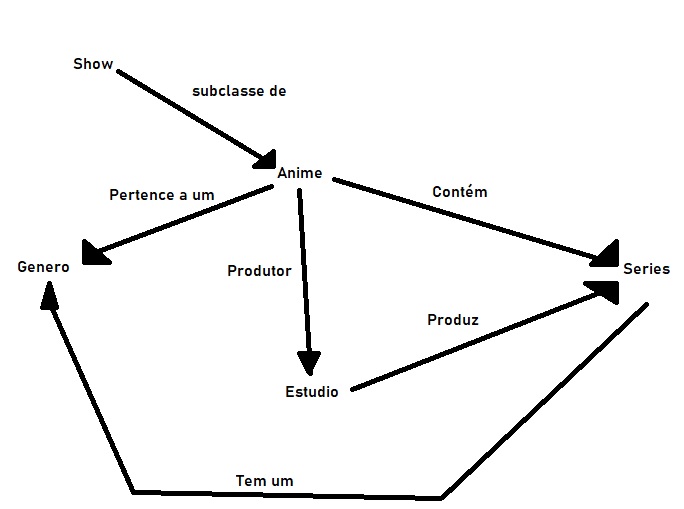 Show
subclasse de
Anime
Pertence a um
Contém
Genero
Produtor
Series
Produz
Estudio
Tem um